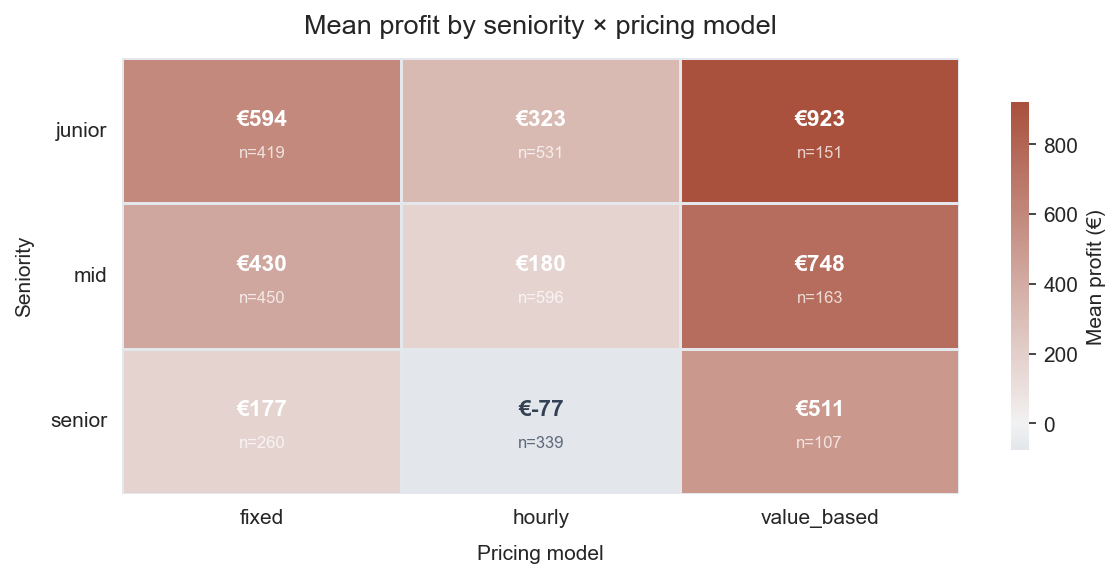 Mean profit by seniority × pricing model
Seniority
junior
€594
€323
€923
n=419
n=531
n=151
mid
€430
€180
€748
n=450
n=596
n=163
senior
€177
€-77
€511
n=260
n=339
n=107
fixed
hourly
value_based
Pricing model
800
600
400
200
0
Mean profit (€)